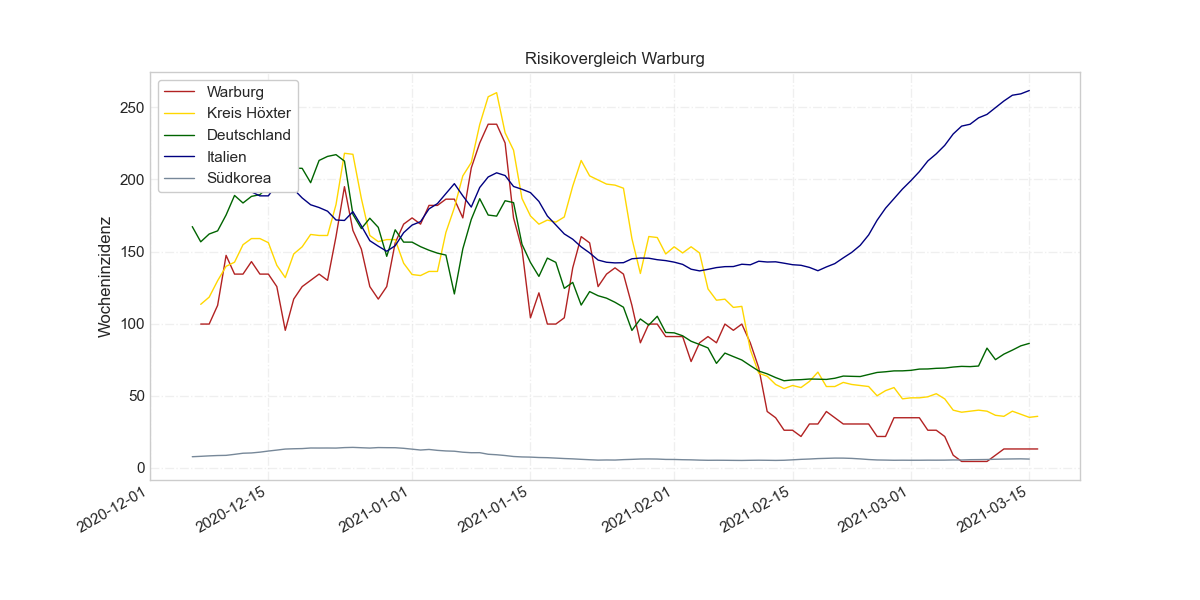 Risikovergleich Warburg
Warburg
Kreis Höxter
Deutschland
Italien
Südkorea
Wocheninzidenz
250
200
150
100
50
0
2020-12-01
2020-12-15
2021-01-01
2021-01-15
2021-02-01
2021-02-15
2021-03-01
2021-03-15